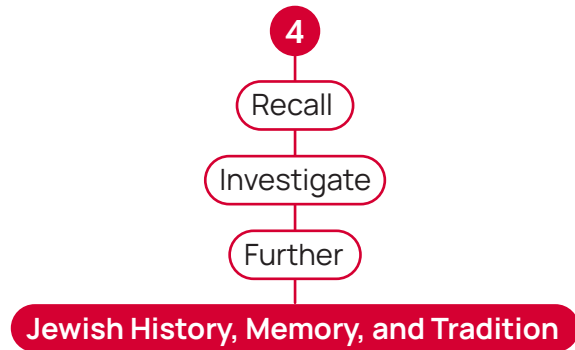 4
Recall
Investigate
Further
Jewish History, Memory, and Tradition